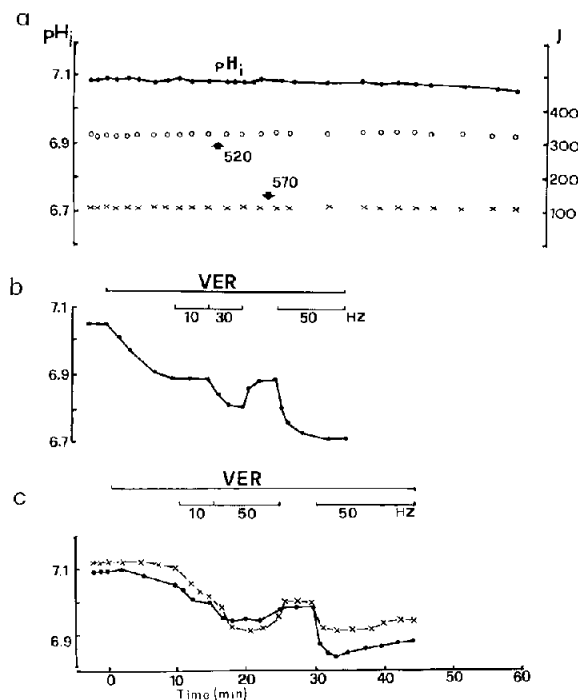 a
pHi J
7.1 pHi 400
6.9 520 300
200
570
6.7 100
b
VER
7.1 10 30 50 Hz
6.9
6.7
c
VER
10 50 50 Hz
7.1
6.9
0 10 20 30 40 50 60
Time (min)